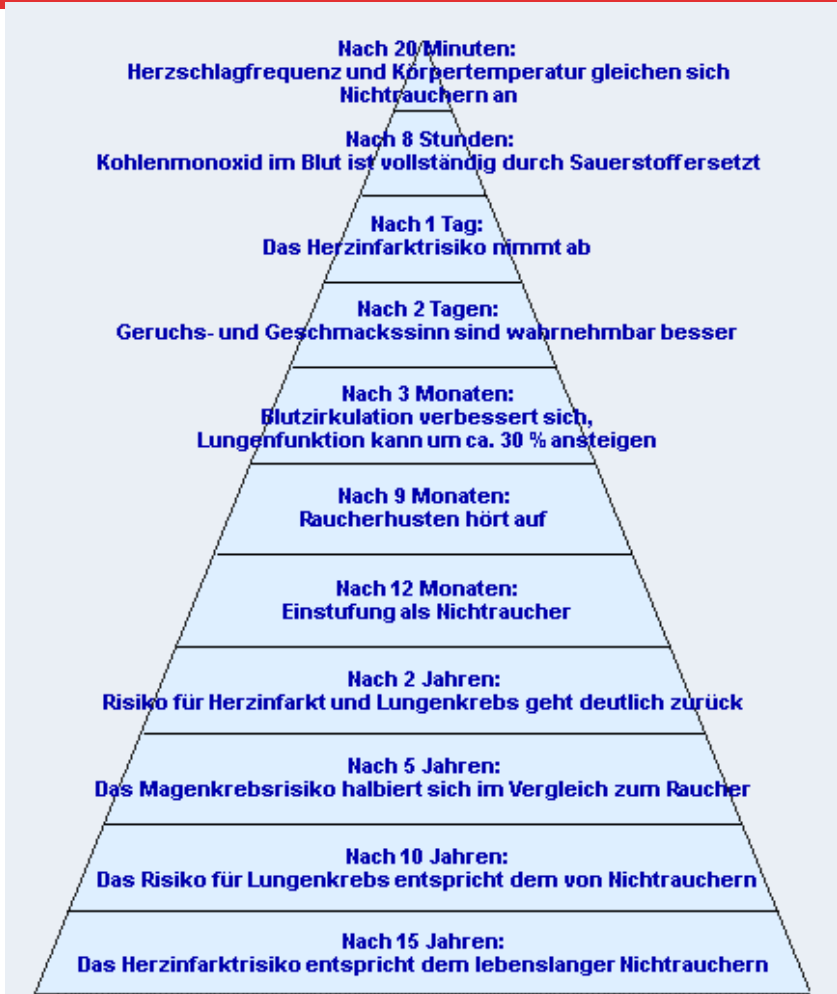 Nach 20 Minuten:
Herzschlagfrequenz und Körpertemperatur gleichen sich
Nichtrauchern an
Nach 8 Stunden:
Kohlenmonoxid im Blut ist vollständig durch Sauerstoffersetzt
Nach 1 Tag:
Das Herzinfarktrisiko nimmt ab
Nach 2 Tagen:
Geruchs- und Geschmackssinn sind wahrnehmbar besser
Nach 3 Monaten:
Blutzirkulation verbessert sich,
Lungenfunktion kann um ca. 30 % ansteigen
Nach 9 Monaten:
Raucherhusten hört auf
Nach 12 Monaten:
Einstufung als Nichtraucher
Nach 2 Jahren:
Risiko für Herzinfarkt und Lungenkrebs geht deutlich zurück
Nach 5 Jahren:
Das Magenkrebsrisiko halbiert sich im Vergleich zum Raucher
Nach 10 Jahren:
Das Risiko für Lungenkrebs entspricht dem von Nichtrauchern
Nach 15 Jahren:
Das Herzinfarktrisiko entspricht dem lebenslanger Nichtrauchern